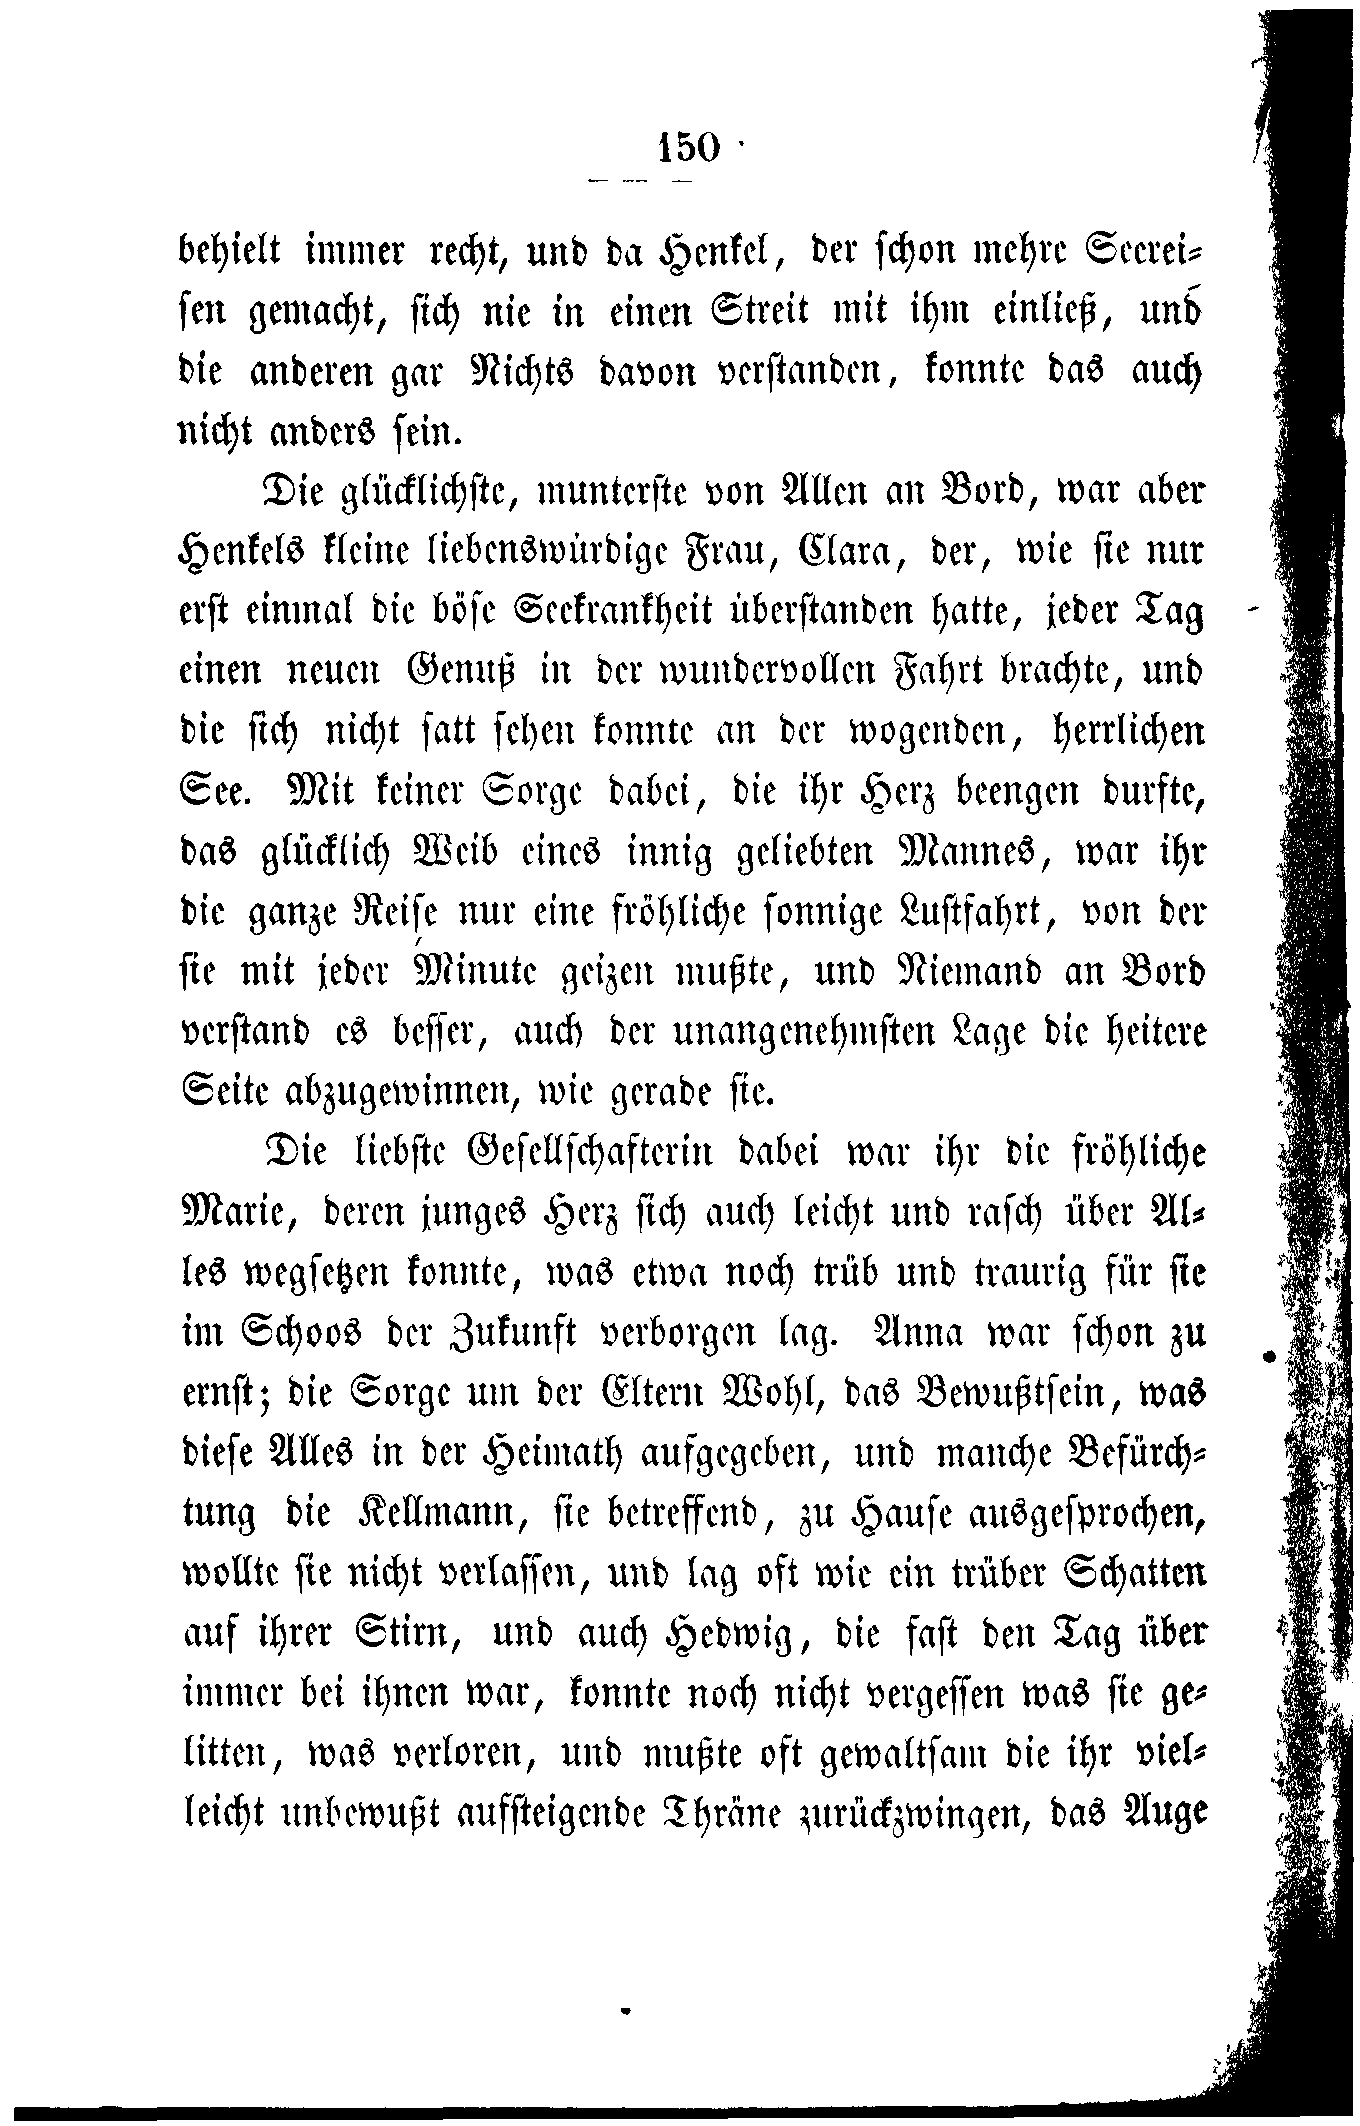 150
behielt immer recht, und da Henkel, der schon mehre Seerei-
sen gemacht, sich nie in einen Streit mit ihm einließ, und
die anderen gar Nichts davon verstanden, konnte das auch
nicht anders sein.
Die glücklichste, munterste von Allen an Bord, war aber
Henkels kleine liebenswürdige Frau, Clara, der, wie sie nur
erst einmal die böse Seekrankheit überstanden hatte, jeder Tag
einen neuen Genuß in der wundervollen Fahrt brachte, und
die sich nicht satt sehen konnte an der wogenden, herrlichen
See. Mit keiner Sorge dabei, die ihr Herz beengen durfte,
das glücklich Weib eines innig geliebten Mannes, war ihr
die ganze Reise nur eine fröhliche sonnige Lustfahrt, von der
sie mit jeder Minute geizen mußte, und Niemand an Bord
verstand es besser, auch der unangenehmsten Lage die heitere
Seite abzugewinnen, wie gerade sie.
Die liebste Gesellschafterin dabei war ihr die fröhliche
Marie, deren junges Herz sich auch leicht und rasch über Al-
les wegsetzen konnte, was etwa noch trüb und traurig für sie
im Schoos der Zukunft verborgen lag. Anna war schon zu
ernst; die Sorge um der Eltern Wohl, das Bewußtsein, was
diese Alles in der Heimath aufgegeben, und manche Befürch-
tung die Kellmann, sie betreffend, zu Hause ausgesprochen,
wollte sie nicht verlassen, und lag oft wie ein trüber Schatten
auf ihrer Stirn, und auch Hedwig, die fast den Tag über
immer bei ihnen war, konnte noch nicht vergessen was sie ge-
litten, was verloren, und mußte oft gewaltsam die ihr viel-
leicht unbewußt aufsteigende Thräne zurückzwingen, das Auge